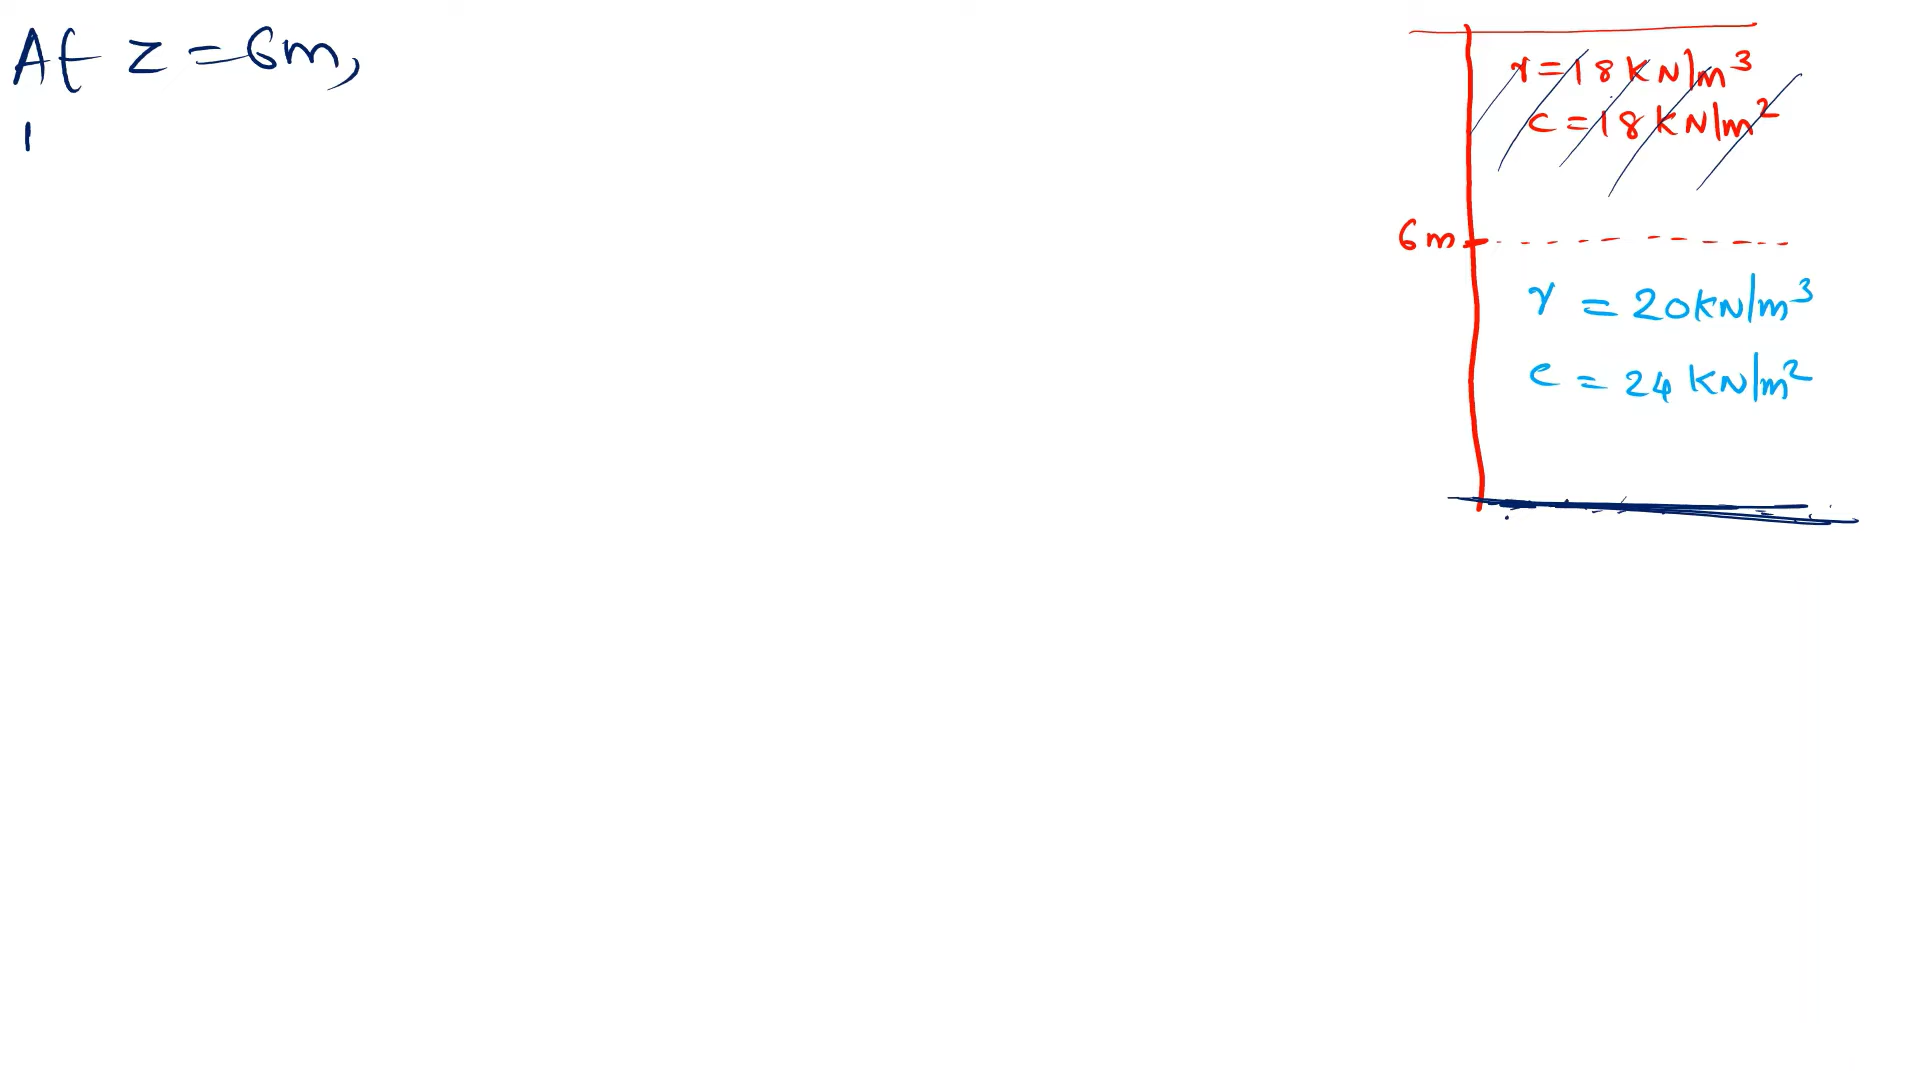 At z = 6m,
γ = 18 KN/m³
c = 18 KN/m²
6m
γ = 20 KN/m³
c = 24 KN/m²